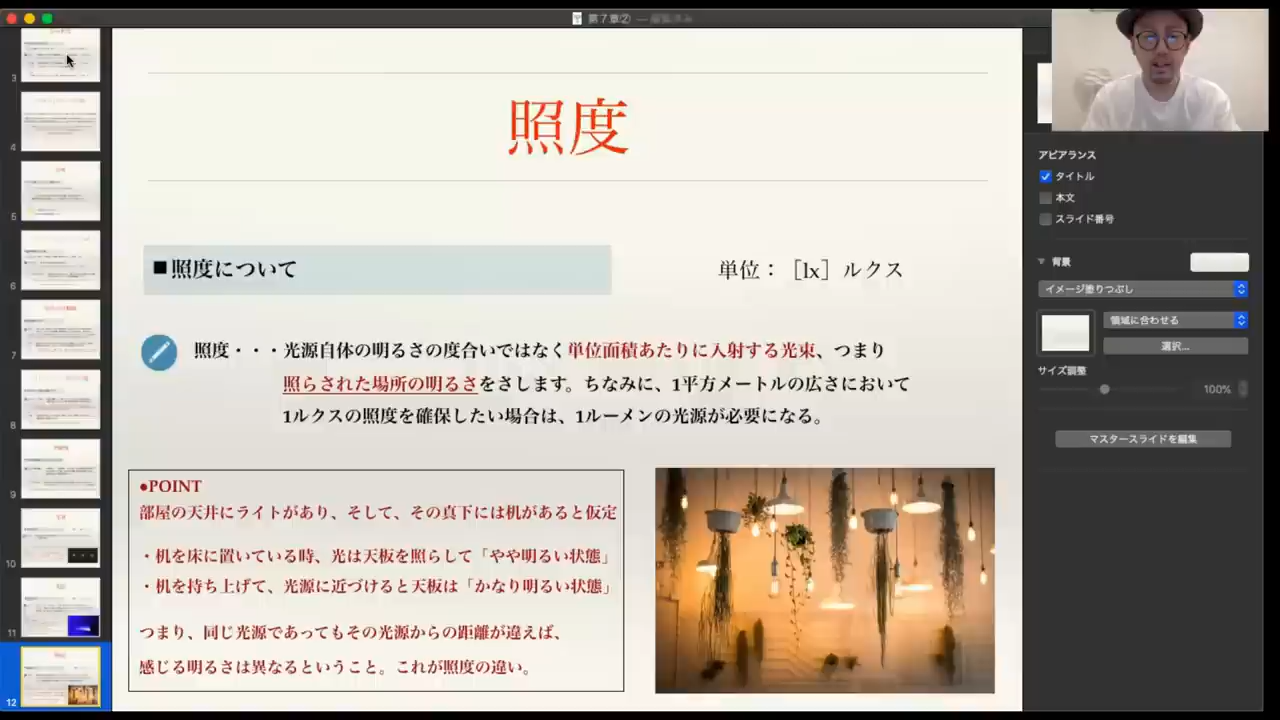 第７章②
照度
■照度について
単位：［lx］ルクス
照度・・・光源自体の明るさの度合いではなく単位面積あたりに入射する光束、つまり
照らされた場所の明るさをさします。ちなみに、1平方メートルの広さにおいて
1ルクスの照度を確保したい場合は、1ルーメンの光源が必要になる。
●POINT
部屋の天井にライトがあり、そして、その真下には机があると仮定
・机を床に置いている時、光は天板を照らして「やや明るい状態」
・机を持ち上げて、光源に近づけると天板は「かなり明るい状態」
つまり、同じ光源であってもその光源からの距離が違えば、
感じる明るさは異なるということ。これが照度の違い。
3
4
5
6
7
8
9
10
11
12
アピアランス
タイトル
本文
スライド番号
背景
イメージ塗りつぶし
領域に合わせる
選択...
サイズ調整
100%
マスタースライドを編集